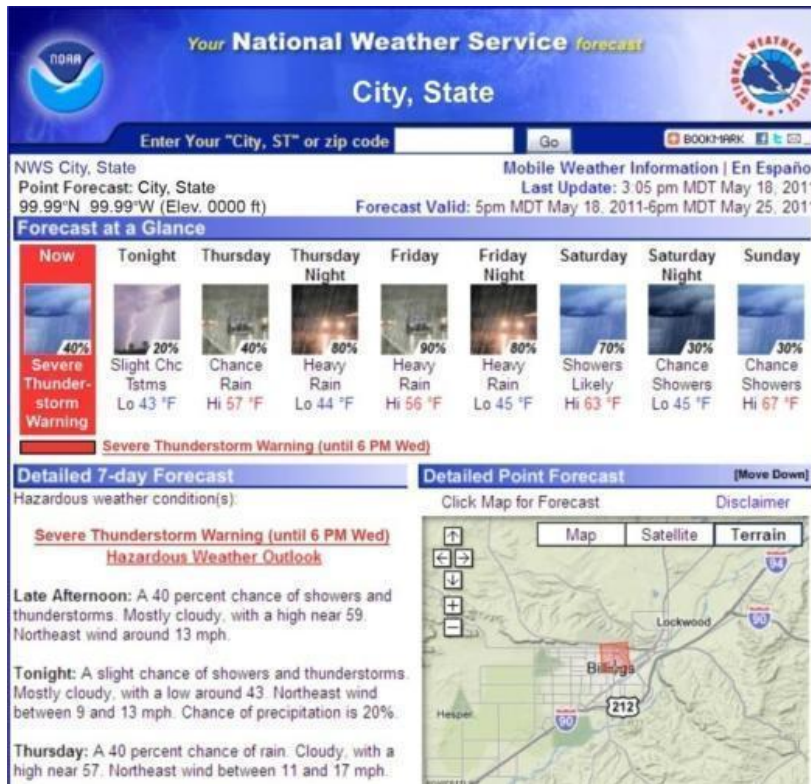 NOAA
Your National Weather Service forecast
NATIONAL WEATHER
City, State
Enter Your "City, ST" or zip code
Go
BOOKMARK
NWS City, State
Mobile Weather Information | En Españo
Point Forecast: City, State
Last Update: 3:05 pm MDT May 18, 201
99.99°N 99.99°W (Elev. 0000 ft)
Forecast Valid: 5pm MDT May 18, 2011-6pm MDT May 25, 2011
Forecast at a Glance
Now
40%
Severe
Thunder-
storm
Warning
Tonight
20%
Slight Chc
Tstms
Lo 43 °F
Thursday
40%
Chance
Rain
Hi 57 °F
Thursday
Night
80%
Heavy
Rain
Lo 44 °F
Friday
90%
Heavy
Rain
Hi 56 °F
Friday
Night
80%
Heavy
Rain
Lo 45 °F
Saturday
70%
Showers
Likely
Hi 63 °F
Saturday
Night
30%
Chance
Showers
Lo 45 °F
Sunday
30%
Chance
Showers
Hi 67 °F
Severe Thunderstorm Warning (until 6 PM Wed)
Detailed 7-day Forecast
Hazardous weather condition(s):
Severe Thunderstorm Warning (until 6 PM Wed)
Hazardous Weather Outlook
Late Afternoon: A 40 percent chance of showers and
thunderstorms. Mostly cloudy, with a high near 59.
Northeast wind around 13 mph.
Tonight: A slight chance of showers and thunderstorms.
Mostly cloudy, with a low around 43. Northeast wind
between 9 and 13 mph. Chance of precipitation is 20%.
Thursday: A 40 percent chance of rain. Cloudy, with a
high near 57. Northeast wind between 11 and 17 mph.
Detailed Point Forecast
[Move Down]
Click Map for Forecast
Disclaimer
Map
Satellite
Terrain
94
90
Lockwood
Billings
212
Hesper
90